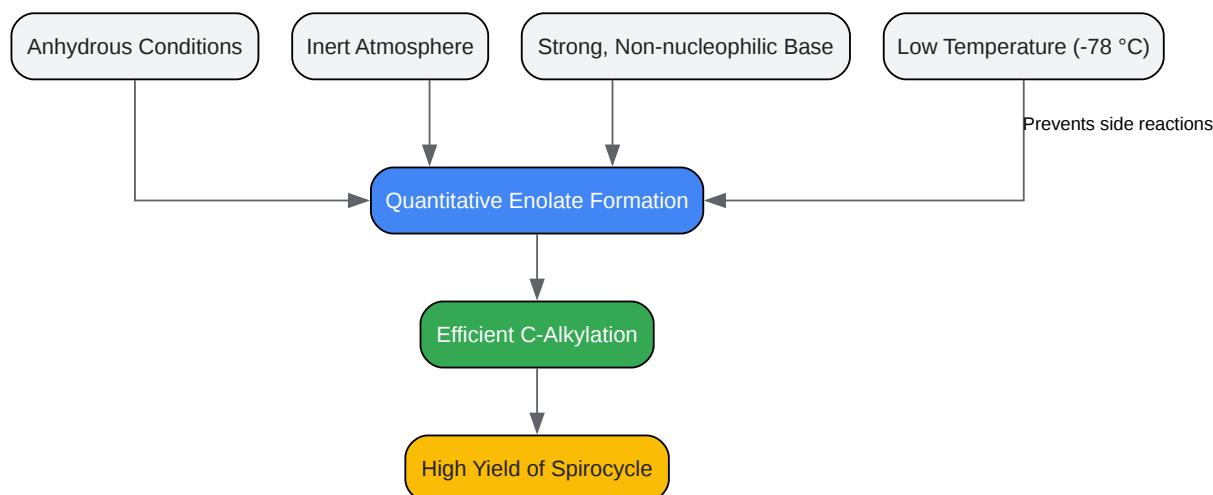 Anhydrous Conditions
Inert Atmosphere
Strong, Non-nucleophilic Base
Low Temperature (-78 °C)
Prevents side reactions
Quantitative Enolate Formation
Efficient C-Alkylation
High Yield of Spirocycle